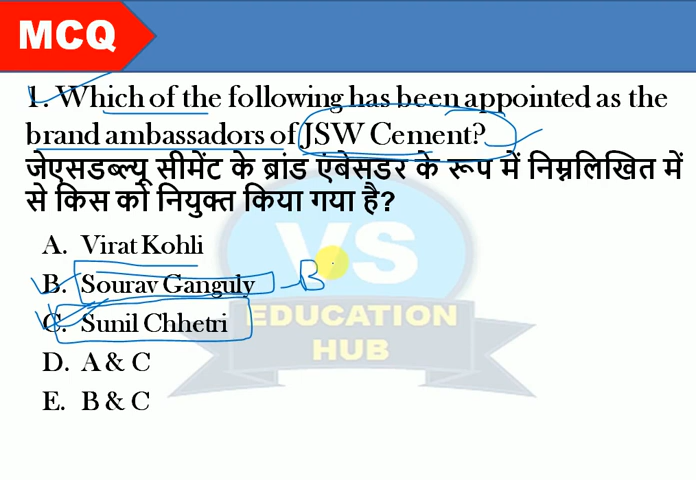 MCQ
1. Which of the following has been appointed as the
brand ambassadors of JSW Cement?
जेएसडब्ल्यू सीमेंट के ब्रांड एंबेसडर के रूप में निम्नलिखित में
से किस को नियुक्त किया गया है?
A. Virat Kohli
B. Sourav Ganguly B
C. Sunil Chhetri
D. A & C
E. B & C
VS
EDUCATION
HUB